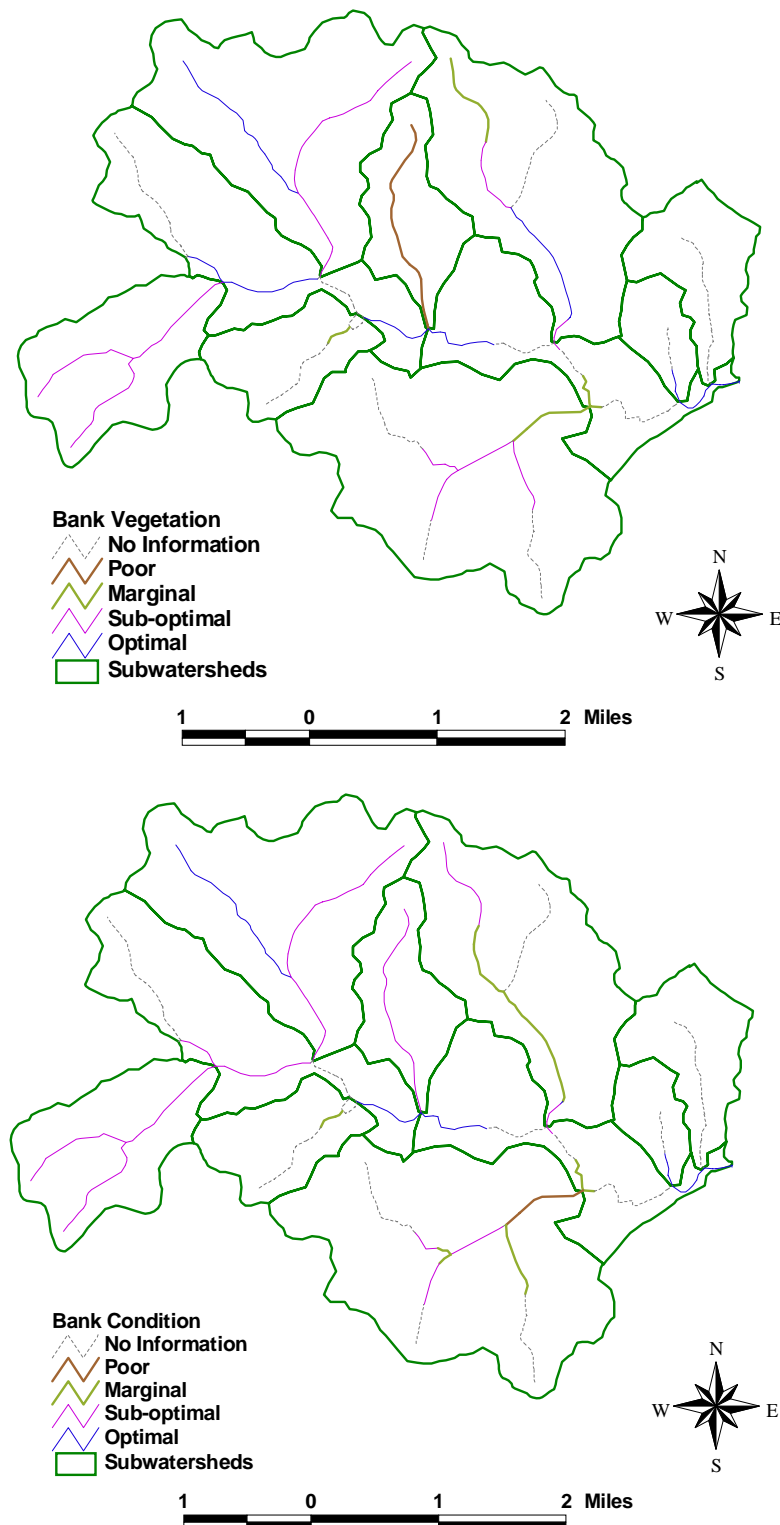 Bank Vegetation
No Information
Poor
Marginal
Sub-optimal
Optimal
Subwatersheds
N
W E
S
1 0 1 2 Miles
Bank Condition
No Information
Poor
Marginal
Sub-optimal
Optimal
Subwatersheds
N
W E
S
1 0 1 2 Miles